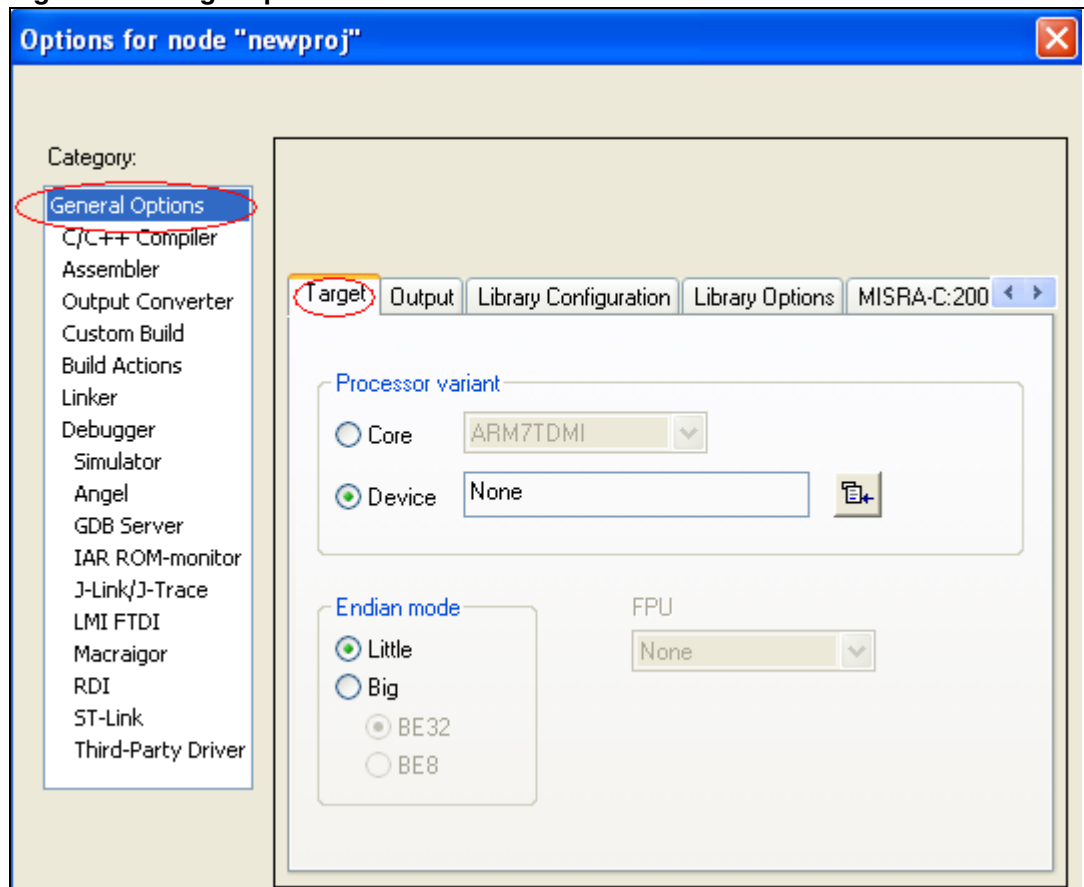 Options for node "newproj"
Category:
General Options
C/C++ Compiler
Assembler
Output Converter
Custom Build
Build Actions
Linker
Debugger
Simulator
Angel
GDB Server
IAR ROM-monitor
J-Link/J-Trace
LMI FTDI
Macraigor
RDI
ST-Link
Third-Party Driver
Target Output Library Configuration Library Options MISRA-C:200
Processor variant
Core ARM7TDMI
Device None
Endian mode
Little
Big
BE32
BE8
FPU
None